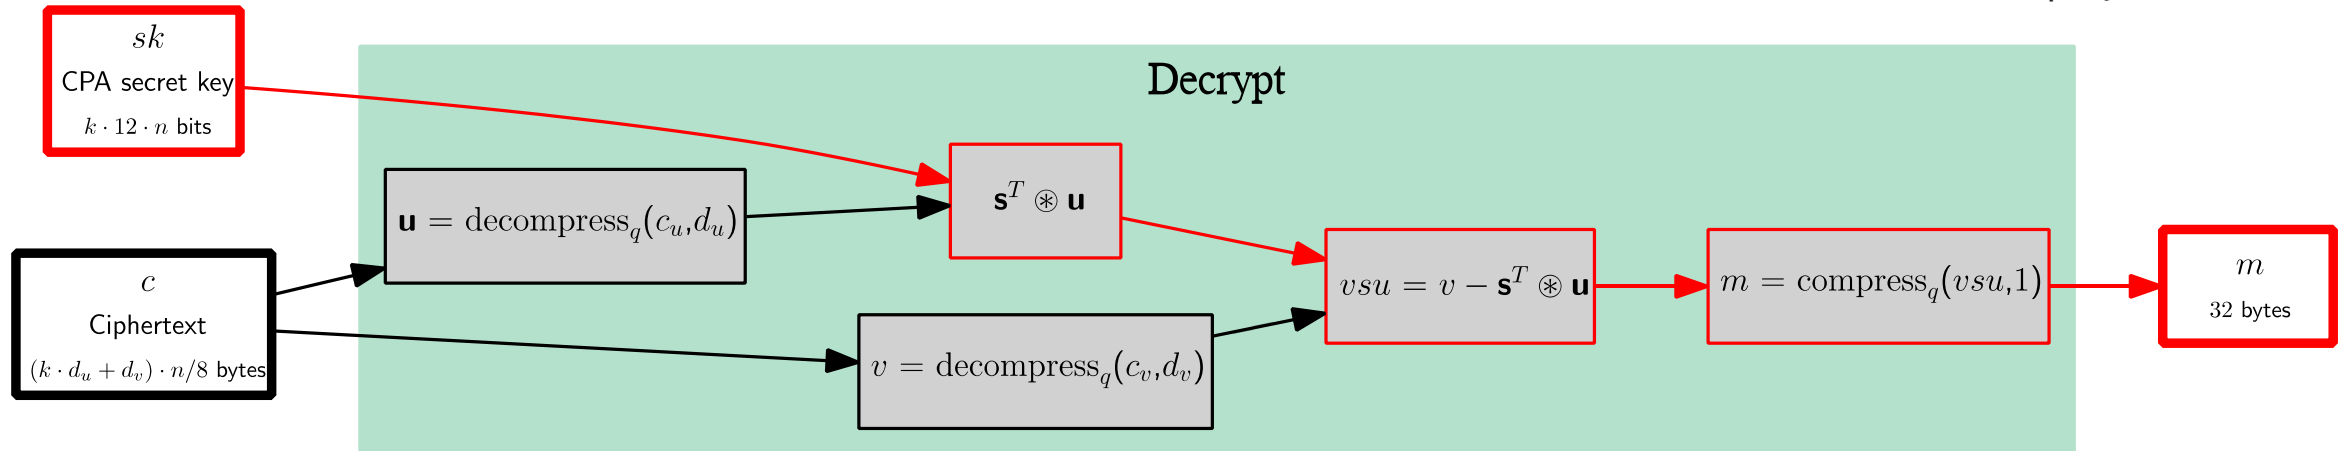 sk
CPA secret key
k · 12 · n bits
Decrypt
s^T ⊛ u
u = decompress_q(c_u,d_u)
c
Ciphertext
(k · d_u + d_v) · n/8 bytes
v = decompress_q(c_v,d_v)
vsu = v − s^T ⊛ u
m = compress_q(vsu,1)
m
32 bytes